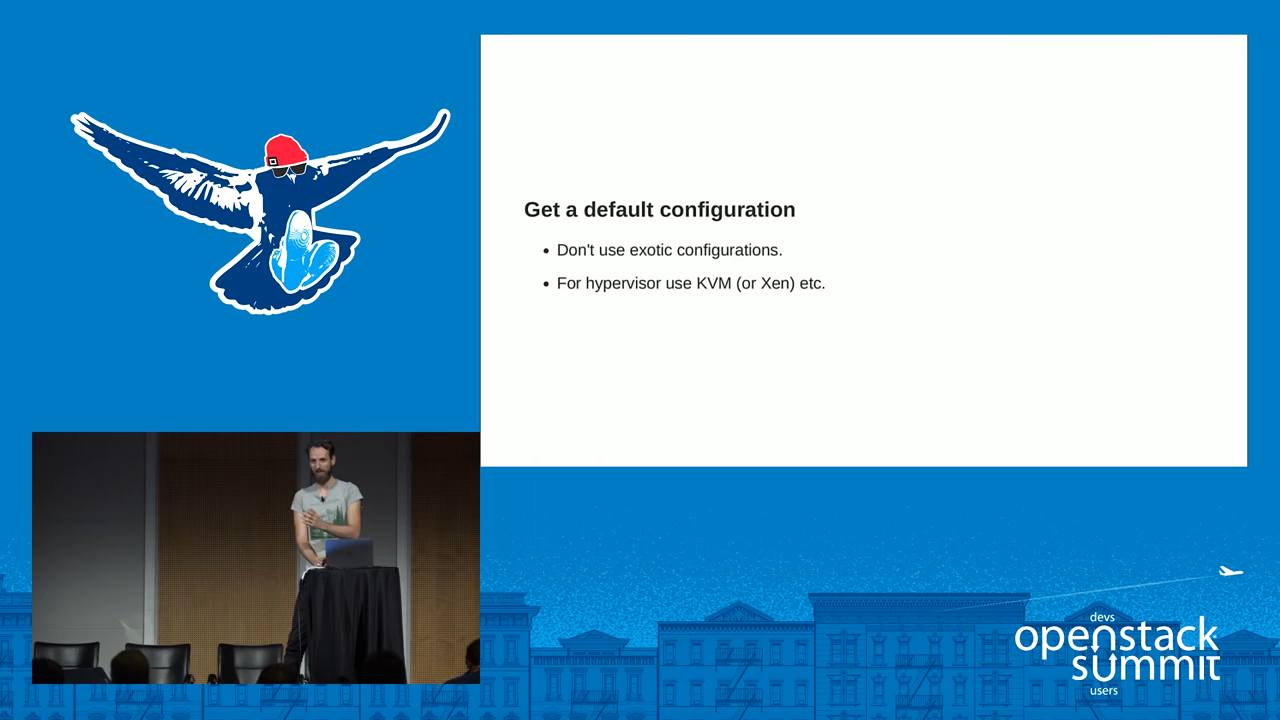 Get a default configuration
• Don't use exotic configurations.
• For hypervisor use KVM (or Xen) etc.
devs
openstack
summit
users